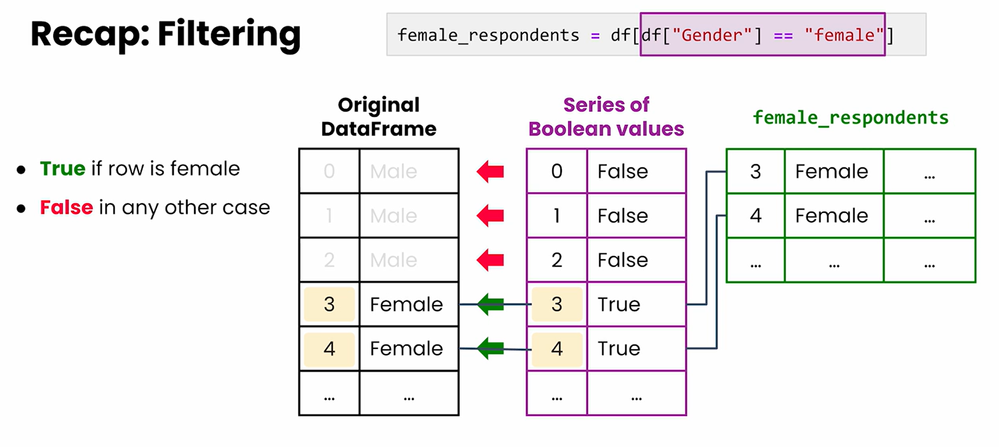 Recap: Filtering
female_respondents = df[df["Gender"] == "female"]
● True if row is female
● False in any other case
Original
DataFrame
0 Male
1 Male
2 Male
3 Female
4 Female
... ...
Series of
Boolean values
0 False
1 False
2 False
3 True
4 True
... ...
female_respondents
3 Female ...
4 Female ...
... ... ...